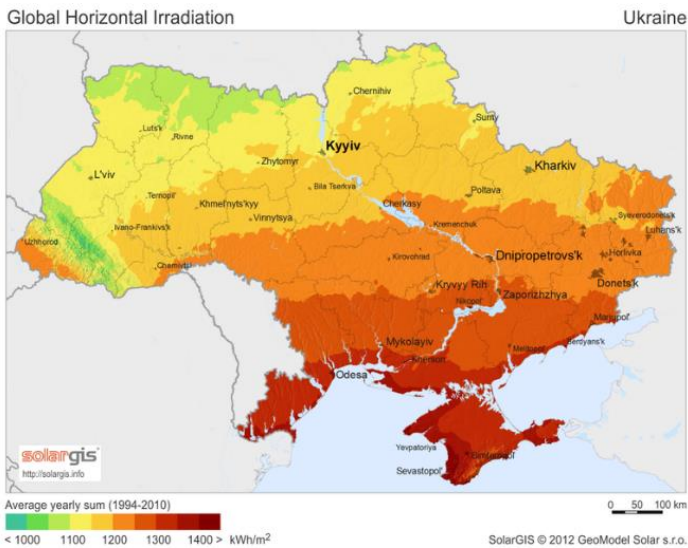 Global Horizontal Irradiation
Ukraine
Chernihiv
Luts'k
Rivne
Sumy
Kyyiv
Zhytomyr
Kharkiv
L'viv
Ternopil'
Bila Tserkva
Poltava
Khmel'nyts'kyy
Cherkasy
Vinnytsya
Syeverodonets'k
Ivano-Frankivs'k
Kremenchuk
Luhans'k
Uzhhorod
Chernivtsi
Kirovohrad
Dnipropetrovs'k
Horlivka
Donets'k
Kryvyy Rih
Nikopol'
Zaporizhzhya
Mariupol'
Mykolayiv
Melitopol'
Berdyans'k
Kherson
Odesa
Yevpatoriya
Simferopol'
Sevastopol'
solargis
http://solargis.info
Average yearly sum (1994-2010)
0 50 100 km
< 1000 1100 1200 1300 1400 > kWh/m²
SolarGIS © 2012 GeoModel Solar s.r.o.